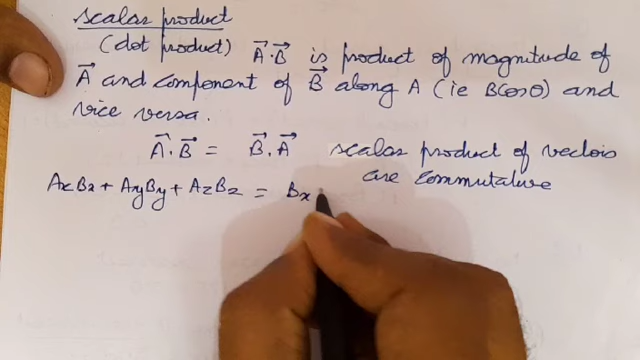 scalar product
(dot product) A⃗·B⃗ is product of magnitude of
A⃗ and component of B⃗ along A (ie Bcosθ) and
vice versa.
A⃗·B⃗ = B⃗·A⃗ scalar product of vectors
are commutative
AxBx + AyBy + AzBz = Bx